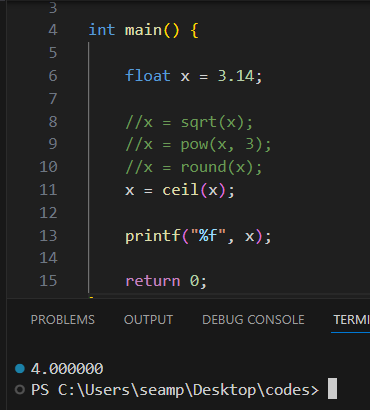 3
4 int main() {
5
6 float x = 3.14;
7
8 //x = sqrt(x);
9 //x = pow(x, 3);
10 //x = round(x);
11 x = ceil(x);
12
13 printf("%f", x);
14
15 return 0;
PROBLEMS OUTPUT DEBUG CONSOLE TERMI
4.000000
PS C:\Users\seamp\Desktop\codes>